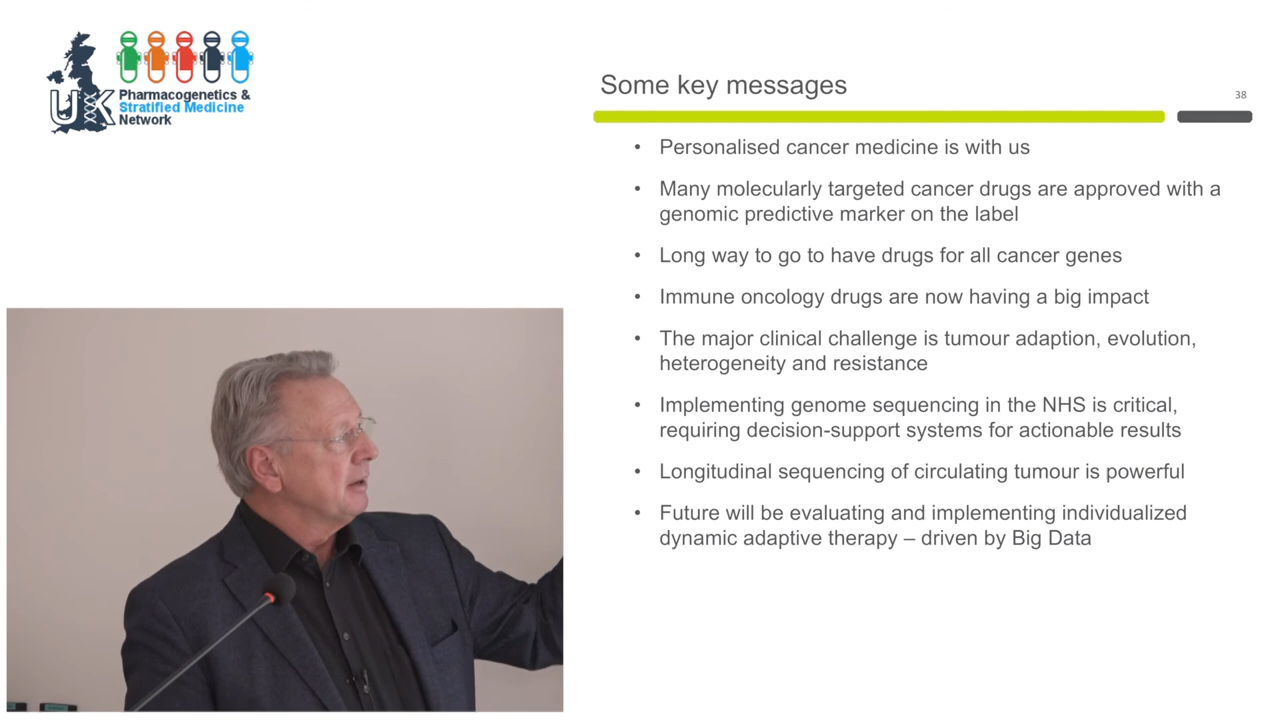 UK
Pharmacogenetics &
Stratified Medicine
Network
Some key messages
38
• Personalised cancer medicine is with us
• Many molecularly targeted cancer drugs are approved with a
genomic predictive marker on the label
• Long way to go to have drugs for all cancer genes
• Immune oncology drugs are now having a big impact
• The major clinical challenge is tumour adaption, evolution,
heterogeneity and resistance
• Implementing genome sequencing in the NHS is critical,
requiring decision-support systems for actionable results
• Longitudinal sequencing of circulating tumour is powerful
• Future will be evaluating and implementing individualized
dynamic adaptive therapy – driven by Big Data